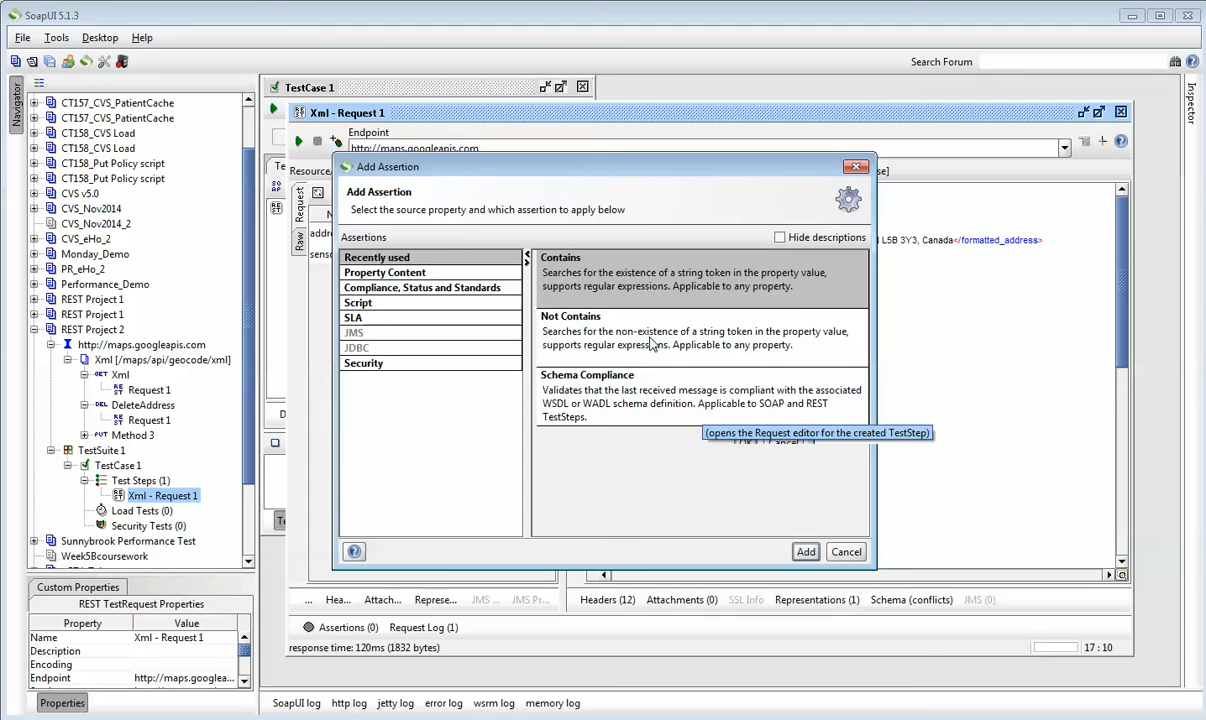 SoapUI 5.1.3
File Tools Desktop Help
Search Forum
Navigator
CT157_CVS_PatientCache
CT157_CVS_PatientCache
CT158_CVS Load
CT158_CVS Load
CT158_Put Policy script
CT158_Put Policy script
CVS v5.0
CVS_Nov2014
CVS_Nov2014_2
CVS_eHo_2
Monday_Demo
PR_eHo_2
Performance_Demo
REST Project 1
REST Project 1
REST Project 2
http://maps.googleapis.com
Xml [/maps/api/geocode/xml]
Xml
Request 1
DeleteAddress
Request 1
Method 3
TestSuite 1
TestCase 1
Test Steps (1)
Xml - Request 1
Load Tests (0)
Security Tests (0)
Sunnybrook Performance Test
Week5Bcoursework
Custom Properties
REST TestRequest Properties
Property Value
Name Xml - Request 1
Description
Encoding
Endpoint http://maps.googlea...
Properties
TestCase 1
Xml - Request 1
Endpoint
http://maps.googleapis.com
Resource/
Request
Raw
addre
senso
L5B 3Y3, Canada</formatted_address>
Add Assertion
Add Assertion
Select the source property and which assertion to apply below
Assertions
Hide descriptions
Recently used
Property Content
Compliance, Status and Standards
Script
SLA
JMS
JDBC
Security
Contains
Searches for the existence of a string token in the property value,
supports regular expressions. Applicable to any property.
Not Contains
Searches for the non-existence of a string token in the property value,
supports regular expressions. Applicable to any property.
Schema Compliance
Validates that the last received message is compliant with the associated
WSDL or WADL schema definition. Applicable to SOAP and REST
TestSteps.
(opens the Request editor for the created TestStep)
Add Cancel
... Hea... Attach... Represe... JMS ... JMS Pr...
Headers (12) Attachments (0) SSL Info Representations (1) Schema (conflicts) JMS (0)
Assertions (0) Request Log (1)
response time: 120ms (1832 bytes)
17 : 10
SoapUI log http log jetty log error log wsrm log memory log
Inspector